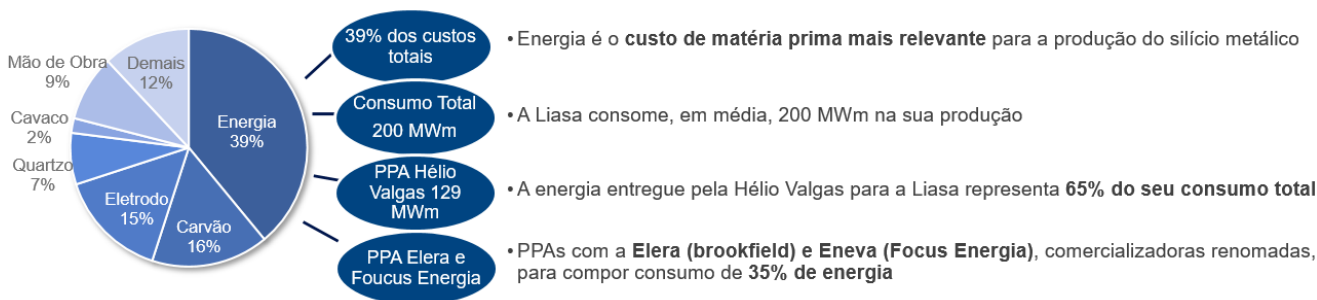 Energia
39%
Carvão
16%
Eletrodo
15%
Quartzo
7%
Cavaco
2%
Mão de Obra
9%
Demais
12%
39% dos custos
totais
• Energia é o custo de matéria prima mais relevante para a produção do silício metálico
Consumo Total
200 MWm
• A Liasa consome, em média, 200 MWm na sua produção
PPA Hélio
Valgas 129
MWm
• A energia entregue pela Hélio Valgas para a Liasa representa 65% do seu consumo total
PPA Elera e
Foucus Energia
• PPAs com a Elera (brookfield) e Eneva (Focus Energia), comercializadoras renomadas,
para compor consumo de 35% de energia